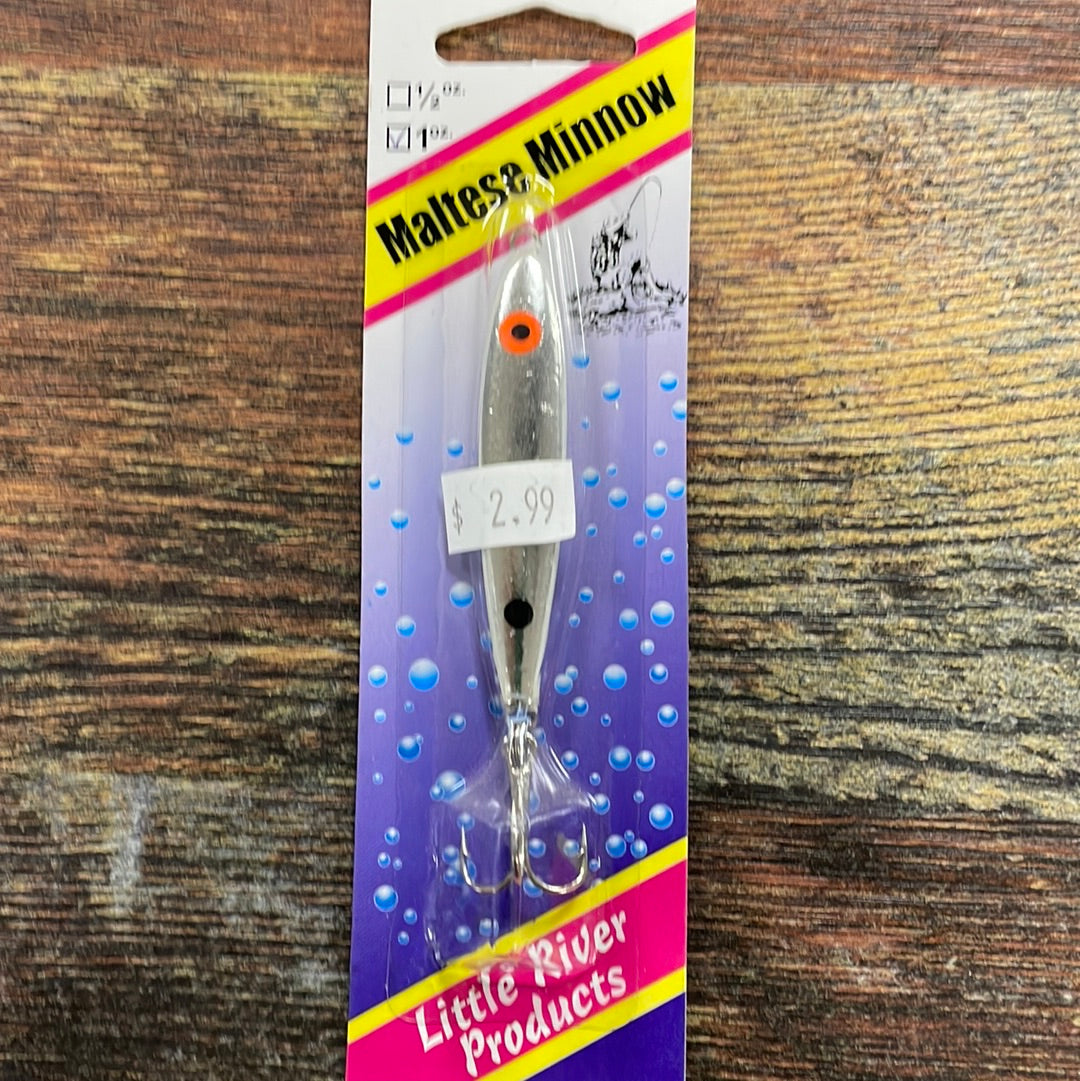 1/2 OZ.
1 OZ.
Maltese Minnow
$ 2.99
Little River
Products